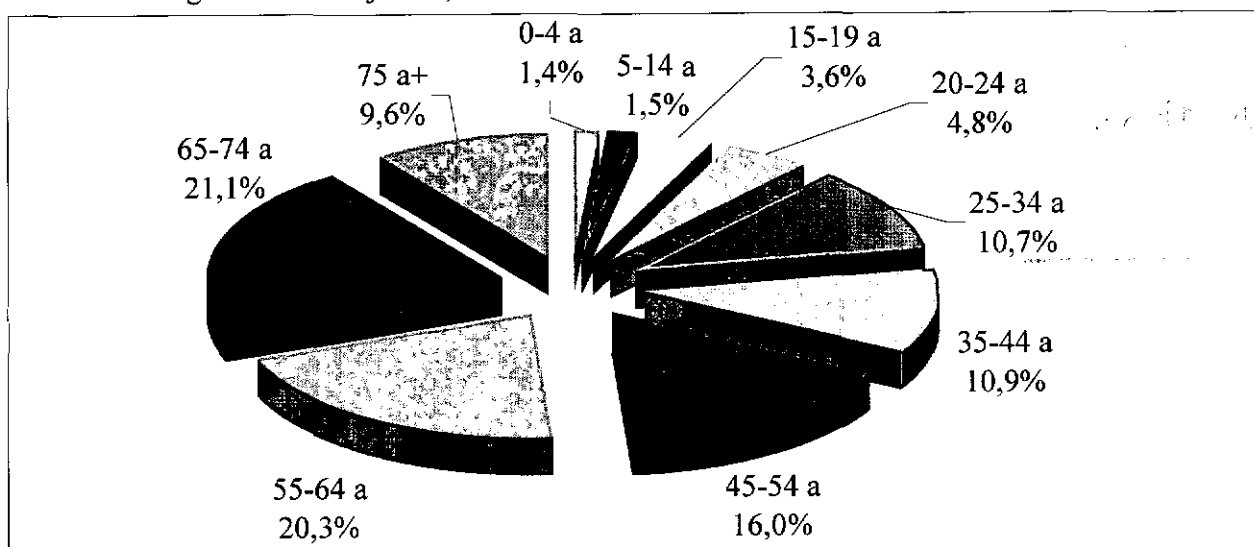 0-4 a
1,4%
5-14 a
1,5%
15-19 a
3,6%
20-24 a
4,8%
25-34 a
10,7%
35-44 a
10,9%
45-54 a
16,0%
55-64 a
20,3%
65-74 a
21,1%
75 a+
9,6%